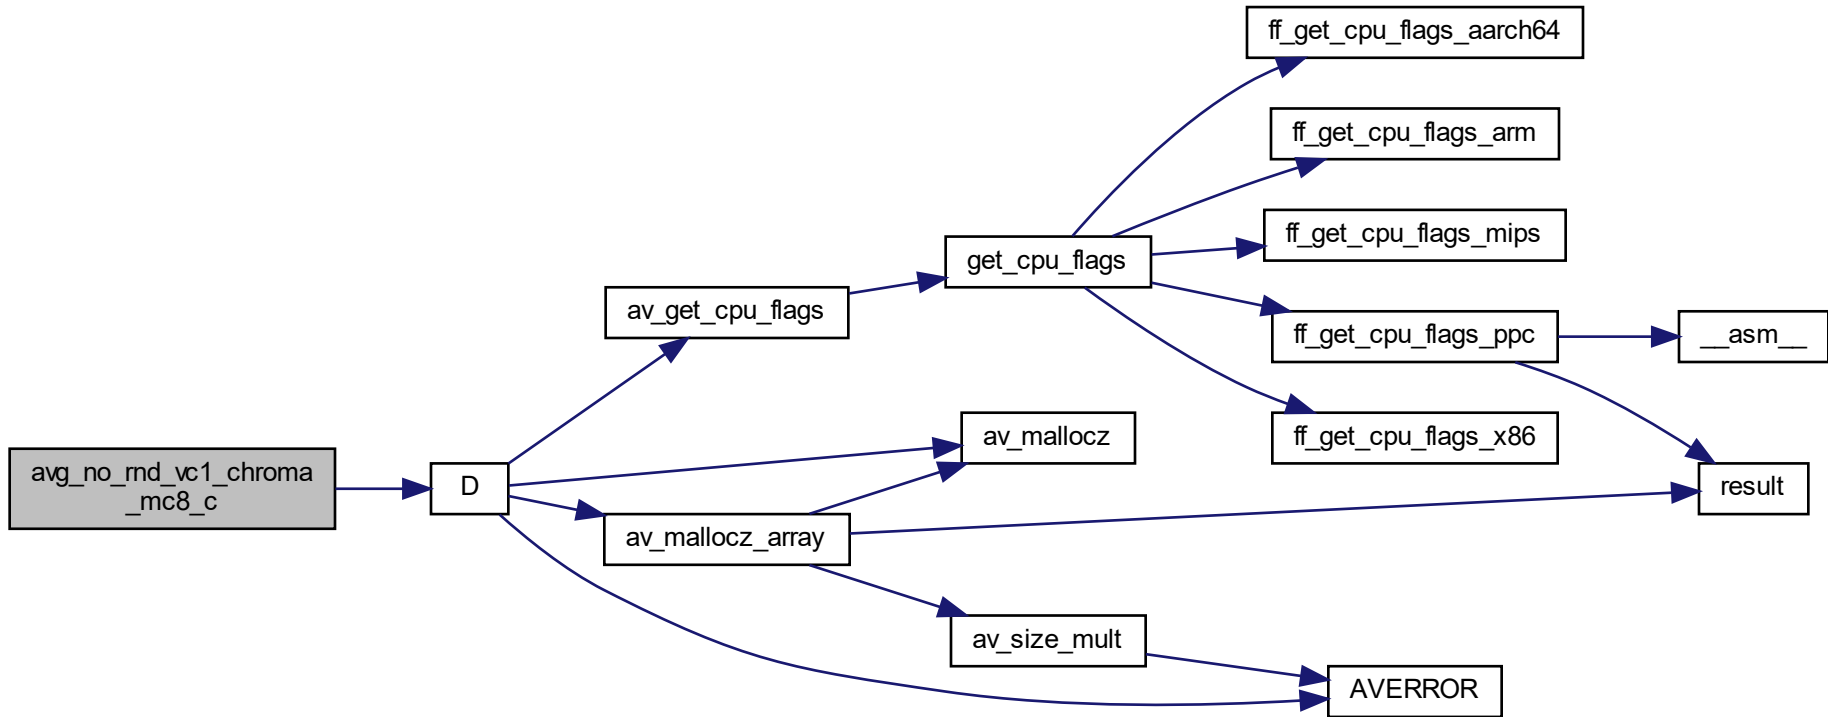 ff_get_cpu_flags_aarch64
ff_get_cpu_flags_arm
ff_get_cpu_flags_mips
get_cpu_flags
av_get_cpu_flags
ff_get_cpu_flags_ppc
__asm__
av_mallocz
ff_get_cpu_flags_x86
avg_no_rnd_vc1_chroma
_mc8_c
D
result
av_mallocz_array
av_size_mult
AVERROR